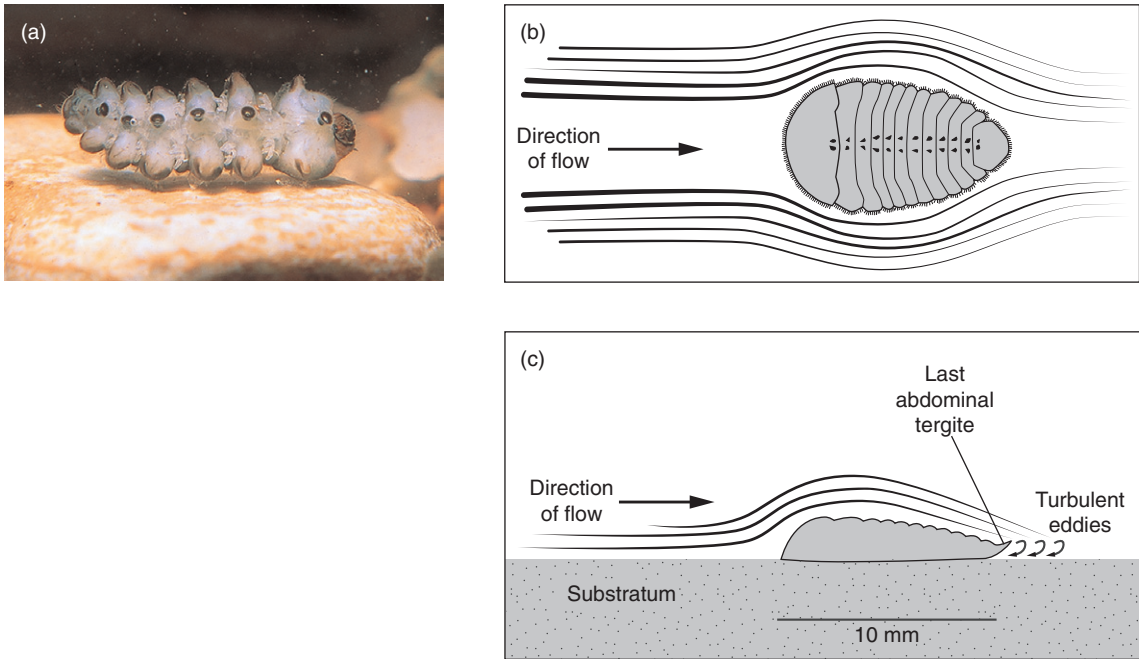 (a)
(b)
Direction
of flow
(c)
Last
abdominal
tergite
Direction
of flow
Turbulent
eddies
Substratum
10 mm